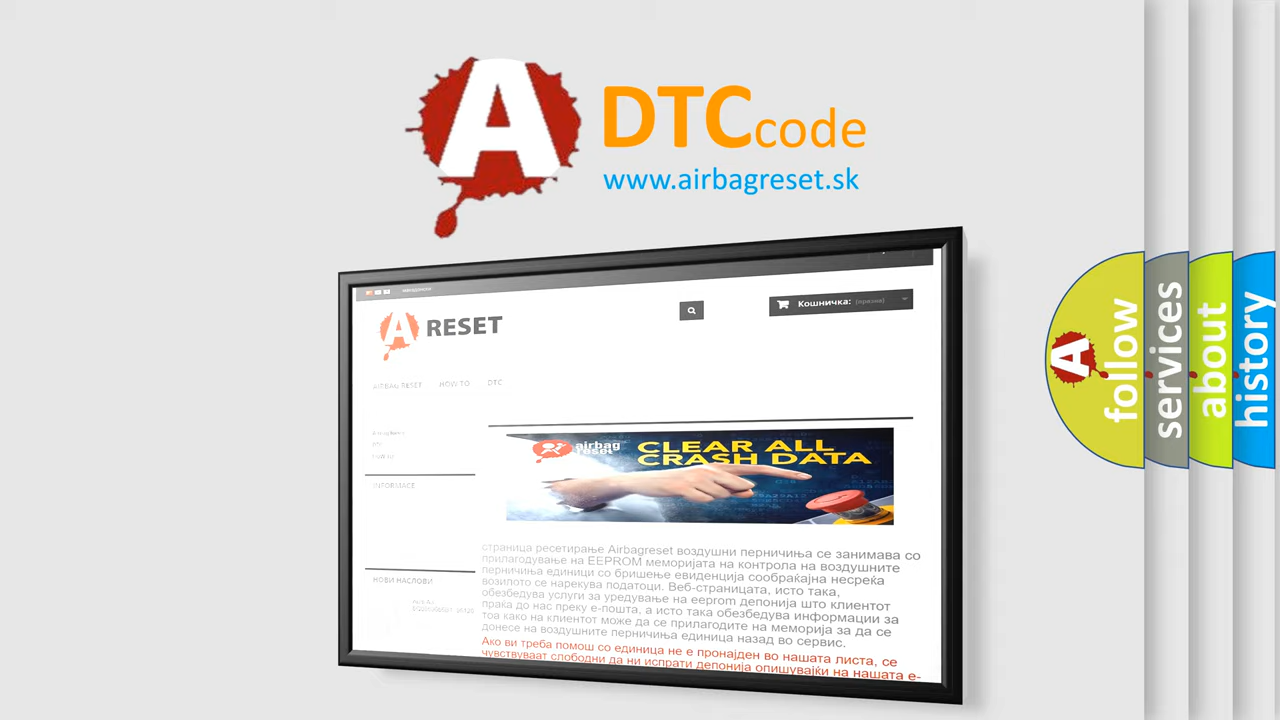 A DTC code
www.airbagreset.sk
A RESET
Кошничка: (празна)
AIRBAG RESET HOW TO DTC
airbag
reset
CLEAR ALL
CRASH DATA
INFORMACE
страница ресетирање Airbagreset воздушни перничиња се занимава со
прилагодување на EEPROM меморијата на контрола на воздушните
перничиња единици со бришење евиденција сообраќајна несреќа
возилото се нарекува податоци. Веб-страницата, исто така,
обезбедува услуги за уредување на eeprom депонија што клиентот
праќа до нас преку е-пошта, а исто така обезбедува информации за
тоа како на клиентот може да се прилагодите на меморија за да се
донесе на воздушните перничиња единица назад во сервис.
Ако ви треба помош со единица не е пронајден во нашата листа, се
чувствуваат слободни да ни испрати депонија опишувајќи на нашата е-
НОВИ НАСЛОВИ
A
follow
services
about
history